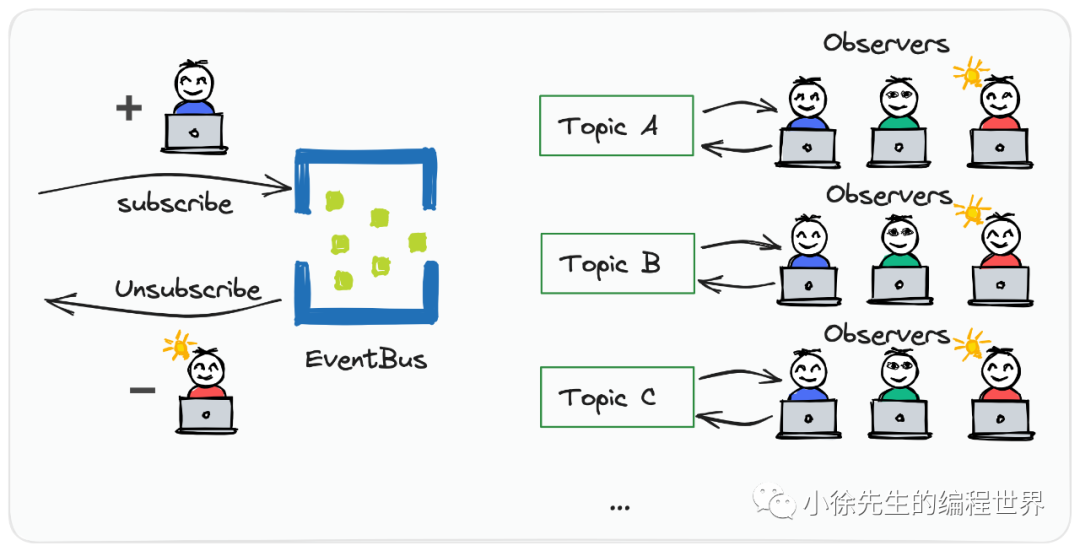 +
subscribe
Unsubscribe
-
EventBus
Observers
Topic A
Observers
Topic B
Observers
Topic C
...
小徐先生的编程世界